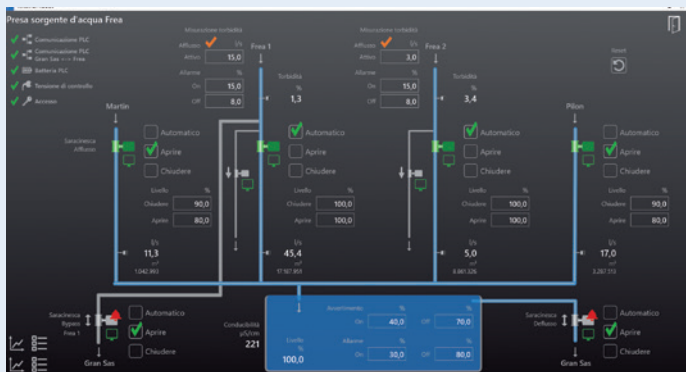 Presa sorgente d'acqua Frea
Comunicazione PLC
Comunicazione PLC
Gran Sas --> Frea
Batteria PLC
Tensione di controllo
Accesso
Misurazione torbidità
Afflusso l/s
Attivo 15,0
Allarme %
On 15,0
Off 8,0
Frea 1
Torbidità
%
1,3
Misurazione torbidità
Afflusso l/s
Attivo 3,0
Allarme %
On 15,0
Off 8,0
Frea 2
Torbidità
%
3,4
Reset
Martin
Saracinesca
Afflusso
Automatico
Aprire
Chiudere
Livello %
Chiudere 90,0
Aprire 80,0
l/s
11,3
m³
1.042.993
Automatico
Aprire
Chiudere
Livello %
Chiudere 100,0
Aprire 100,0
l/s
45,4
m³
Automatico
Aprire
Chiudere
Livello %
Chiudere 100,0
Aprire 100,0
l/s
5,0
m³
Pilon
Automatico
Aprire
Chiudere
Livello %
Chiudere 90,0
Aprire 80,0
l/s
17,0
m³
Saracinesca
Bypass
Frea 1
Automatico
Aprire
Chiudere
Gran Sas
Conducibilità
µS/cm
221
Livello
%
100,0
Avvertimento % %
On 40,0 Off 70,0
Allarme % %
On 30,0 Off 80,0
Saracinesca
Deflusso
Automatico
Aprire
Chiudere
Gran Sas